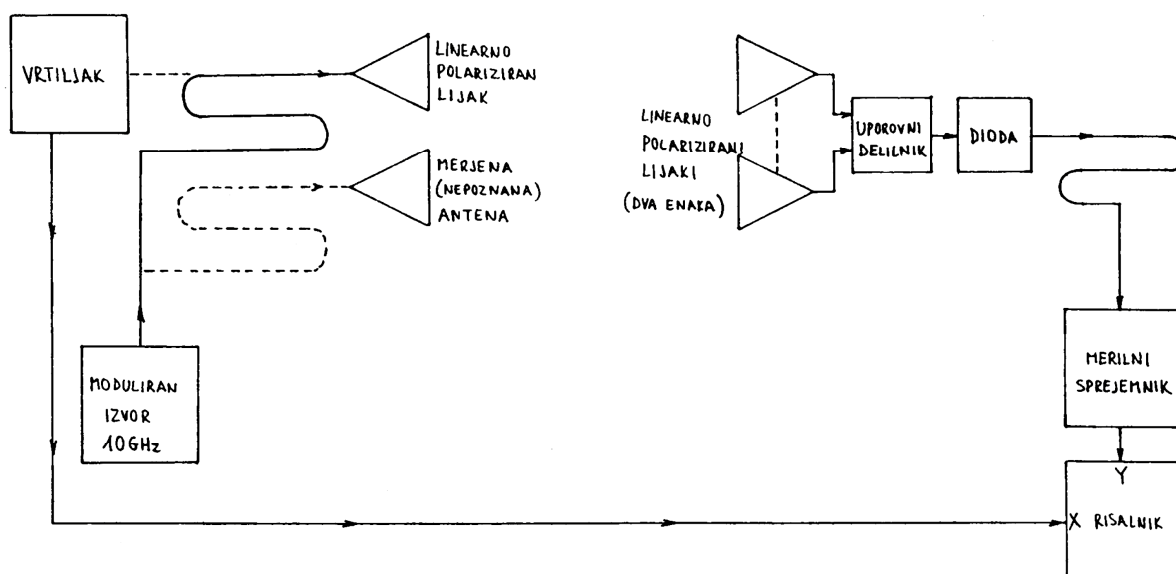 VRTILJAK
LINEARNO
POLARIZIRAN
LIJAK
MERJENA
(NEPOZNANA)
ANTENA
MODULIRAN
IZVOR
10GHz
LINEARNO
POLARIZIRANI
LIJAKI
(DVA ENAKA)
UPOROVNI
DELILNIK
DIODA
MERILNI
SPREJEMNIK
Y
X RISALNIK